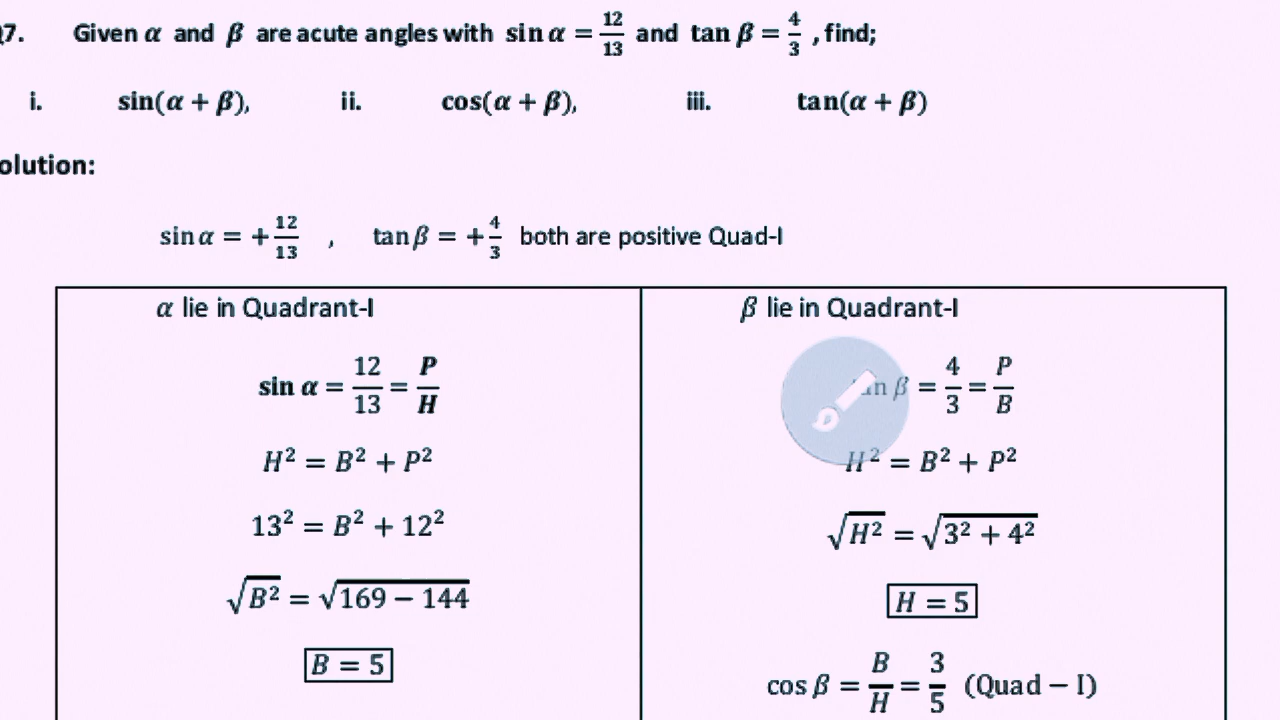 7. Given α and β are acute angles with sin α = 12/13 and tan β = 4/3 , find;
i. sin(α + β), ii. cos(α + β), iii. tan(α + β)
olution:
sin α = +12/13 , tan β = +4/3 both are positive Quad-I
α lie in Quadrant-I
sin α = 12/13 = P/H
H² = B² + P²
13² = B² + 12²
√B² = √169 − 144
B = 5
β lie in Quadrant-I
tan β = 4/3 = P/B
H² = B² + P²
√H² = √3² + 4²
H = 5
cos β = B/H = 3/5 (Quad − I)